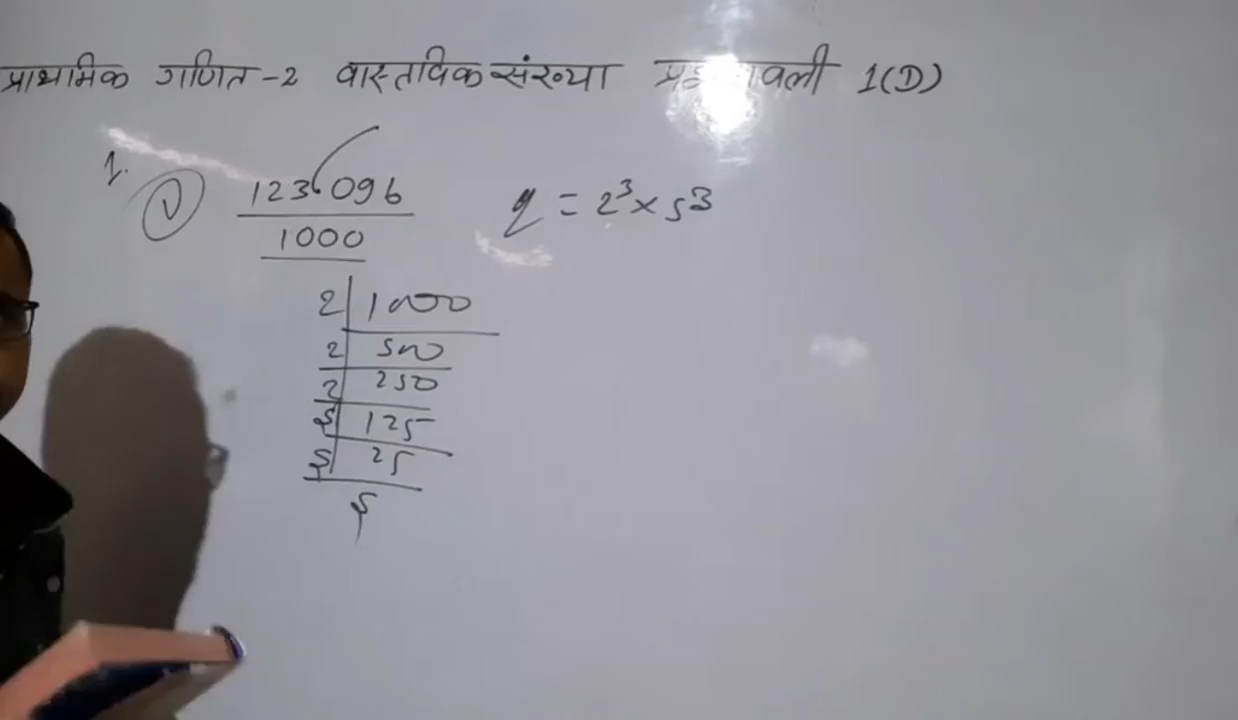 प्राथमिक गणित-2 वास्तविक संख्या 1(D)
1.
123.096
1000
q = 2³ x 5³
2 | 1000
2 | 500
2 | 250
5 | 125
5 | 25
5